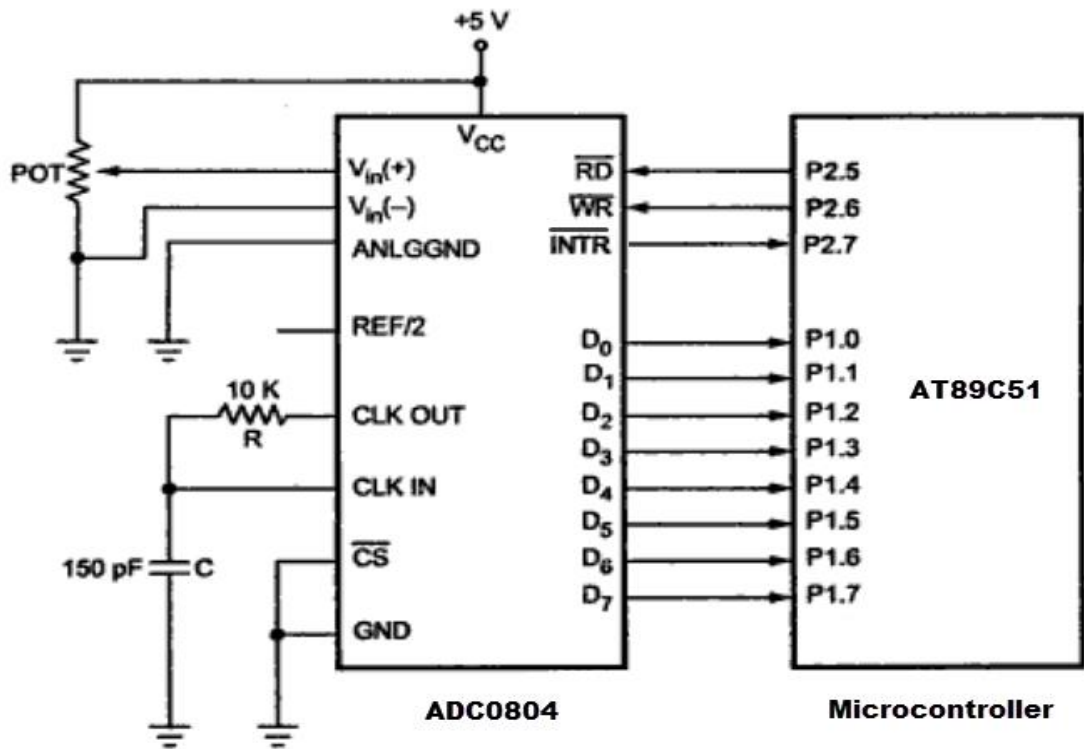 +5 V
VCC
POT
Vin(+)
Vin(–)
ANLGGND
REF/2
10 K
R
CLK OUT
CLK IN
150 pF
C
CS
GND
RD
WR
INTR
D0
D1
D2
D3
D4
D5
D6
D7
ADC0804
P2.5
P2.6
P2.7
P1.0
P1.1
P1.2
P1.3
P1.4
P1.5
P1.6
P1.7
AT89C51
Microcontroller